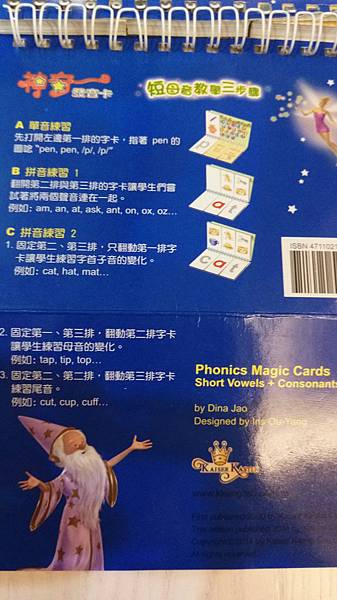 短母音教學三步驟
A 單音練習
先打開左邊第一排的字卡，指著 pen 的
圖唸 "pen, pen, /p/, /p/"
B 拼音練習 1
翻開第二排與第三排的字卡讓學生們嘗
試著將兩個聲音連在一起。
例如: am, an, at, ask, ant, on, ox, oz...
C 拼音練習 2
1. 固定第二、第三排，只翻動第一排字
卡讓學生練習字首子音的變化。
例如: cat, hat, mat...
p
at
cat
ISBN 4711021
2. 固定第一、第三排，翻動第二排字卡
讓學生練習母音的變化。
例如: tap, tip, top...
3. 固定第一、第二排，翻動第三排字卡
練習尾音。
例如: cut, cup, cuff...
Phonics Magic Cards
Short Vowels + Consonants
by Dina Jao
Designed by Iris Ou-Yang
KAISER KASTLE